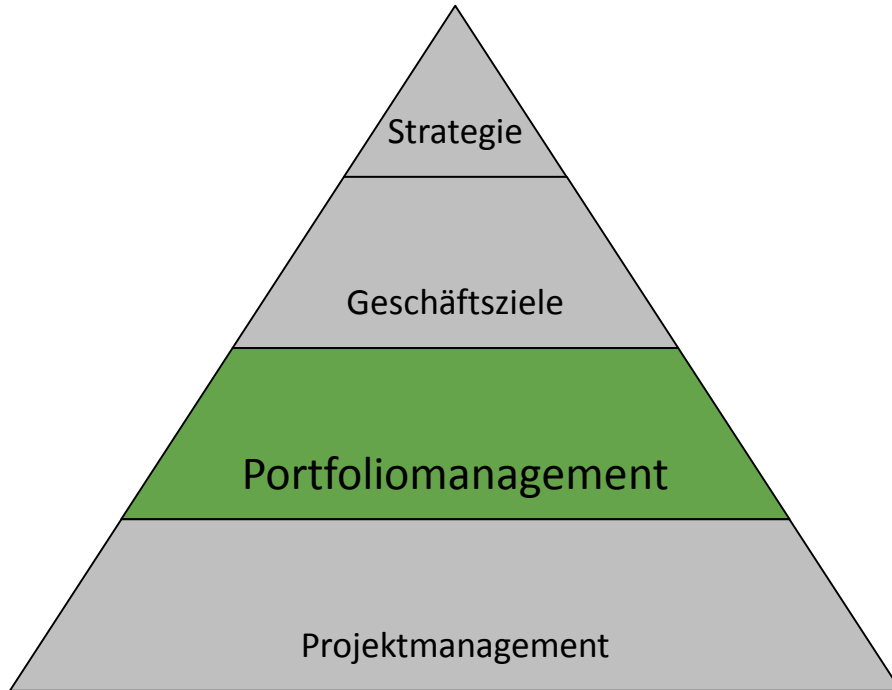 Strategie
Geschäftsziele
Portfoliomanagement
Projektmanagement